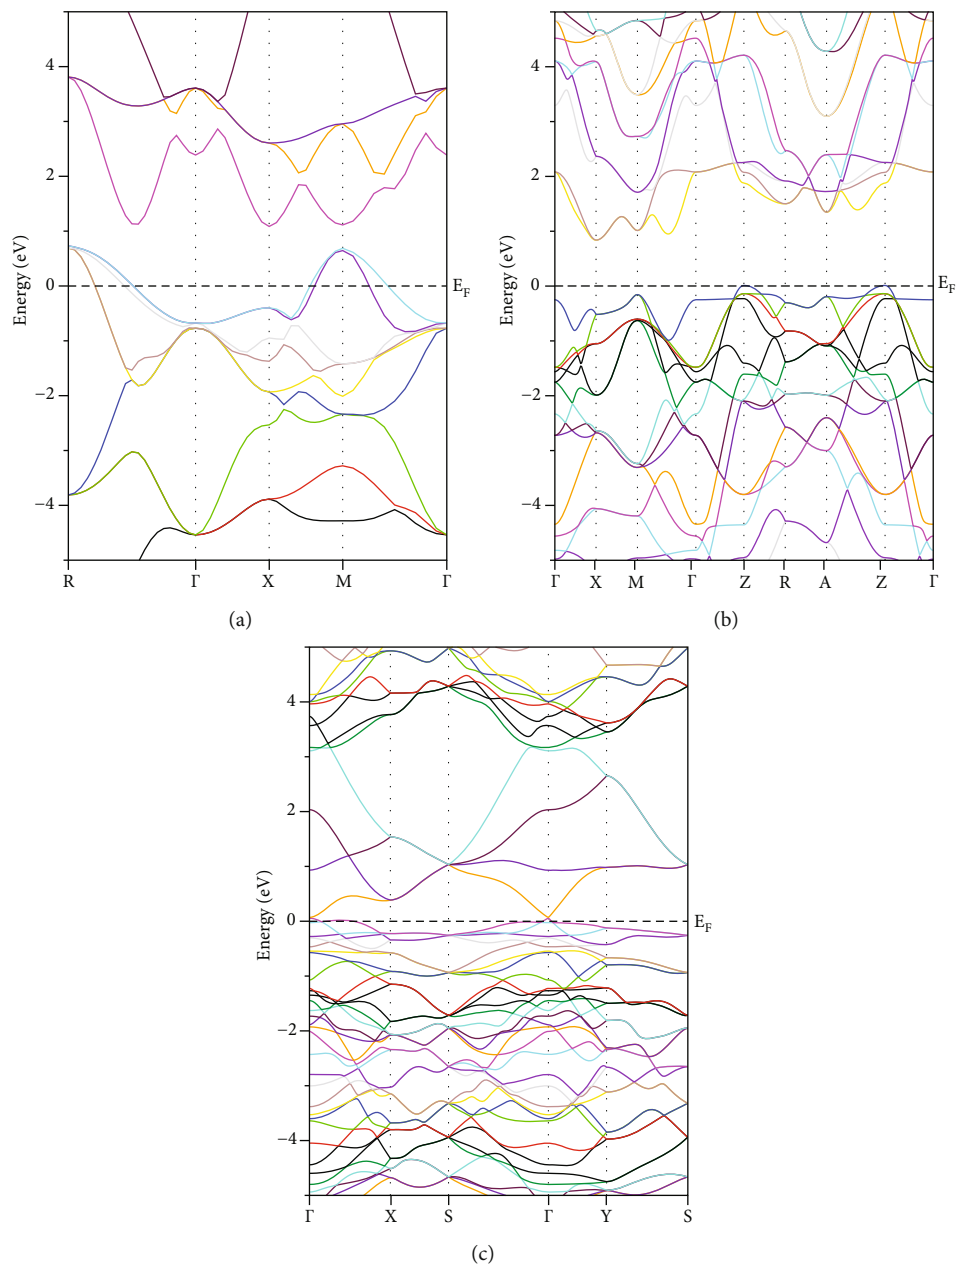 4
2
0
−2
−4
Energy (eV)
E_F
R Γ X M Γ
(a)
4
2
0
−2
−4
Energy (eV)
E_F
Γ X M Γ Z R A Z Γ
(b)
4
2
0
−2
−4
Energy (eV)
E_F
Γ X S Γ Y S
(c)